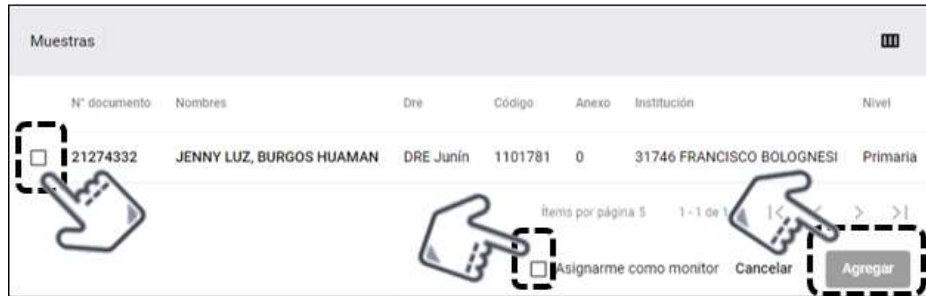 Muestras
N° documento Nombres Dre Código Anexo Institución Nivel
21274332 JENNY LUZ, BURGOS HUAMAN DRE Junín 1101781 0 31746 FRANCISCO BOLOGNESI Primaria
Ítems por página 5 1 - 1 de
Asignarme como monitor Cancelar Agregar